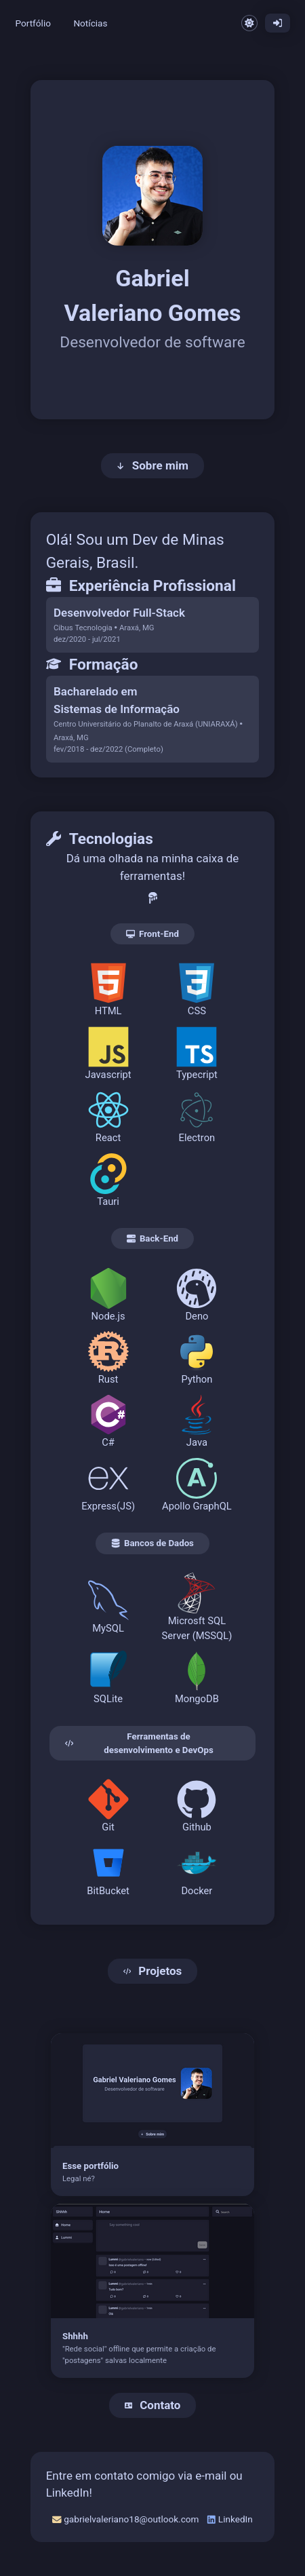 Portfólio Notícias
Gabriel
Valeriano Gomes
Desenvolvedor de software
Sobre mim
Olá! Sou um Dev de Minas
Gerais, Brasil.
Experiência Profissional
Desenvolvedor Full-Stack
Cibus Tecnologia • Araxá, MG
dez/2020 - jul/2021
Formação
Bacharelado em
Sistemas de Informação
Centro Universitário do Planalto de Araxá (UNIARAXÁ) •
Araxá, MG
fev/2018 - dez/2022 (Completo)
Tecnologias
Dá uma olhada na minha caixa de
ferramentas!
Front-End
HTML CSS
JS TS
Javascript Typecript
React Electron
Tauri
Back-End
Node.js Deno
Rust Python
C# Java
ex
Express(JS) Apollo GraphQL
Bancos de Dados
MySQL Microsft SQL
Server (MSSQL)
SQLite MongoDB
Ferramentas de
desenvolvimento e DevOps
Git Github
BitBucket Docker
Projetos
Gabriel Valeriano Gomes
Desenvolvedor de software
Sobre mim
Esse portfólio
Legal né?
Shhhh Home
Home
Shhhh
"Rede social" offline que permite a criação de
"postagens" salvas localmente
Contato
Entre em contato comigo via e-mail ou
LinkedIn!
gabrielvaleriano18@outlook.com LinkedIn